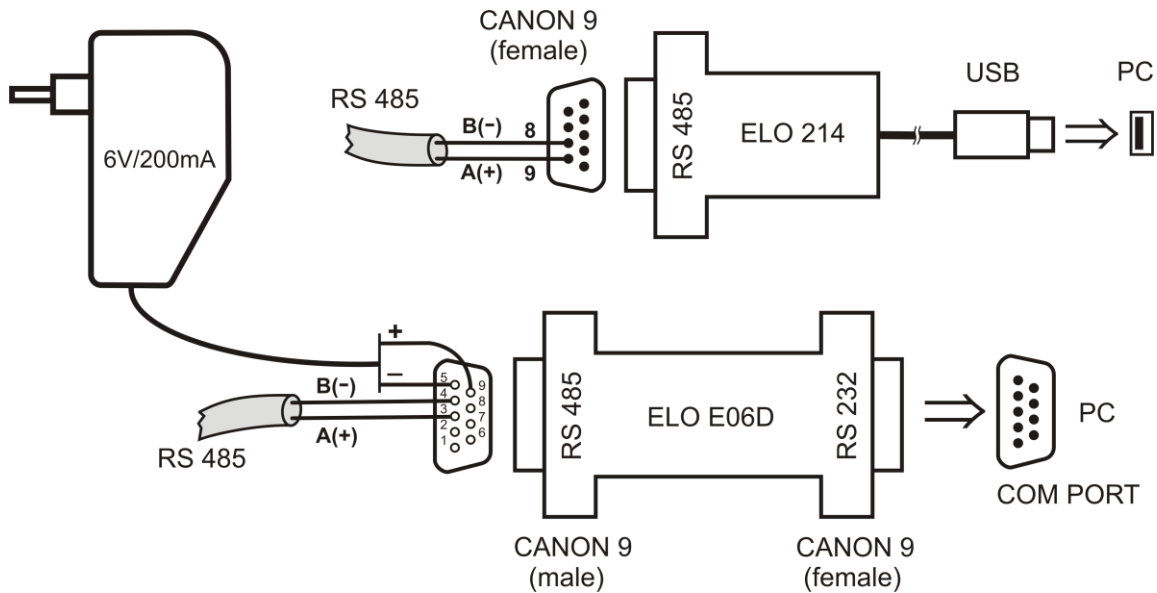 CANON 9
(female)
USB
PC
RS 485
B(-)
8
A(+)
9
RS 485
ELO 214
6V/200mA
+
–
B(-)
A(+)
RS 485
5
4
3
2
1
9
8
7
6
RS 485
ELO E06D
RS 232
PC
COM PORT
CANON 9
(male)
CANON 9
(female)